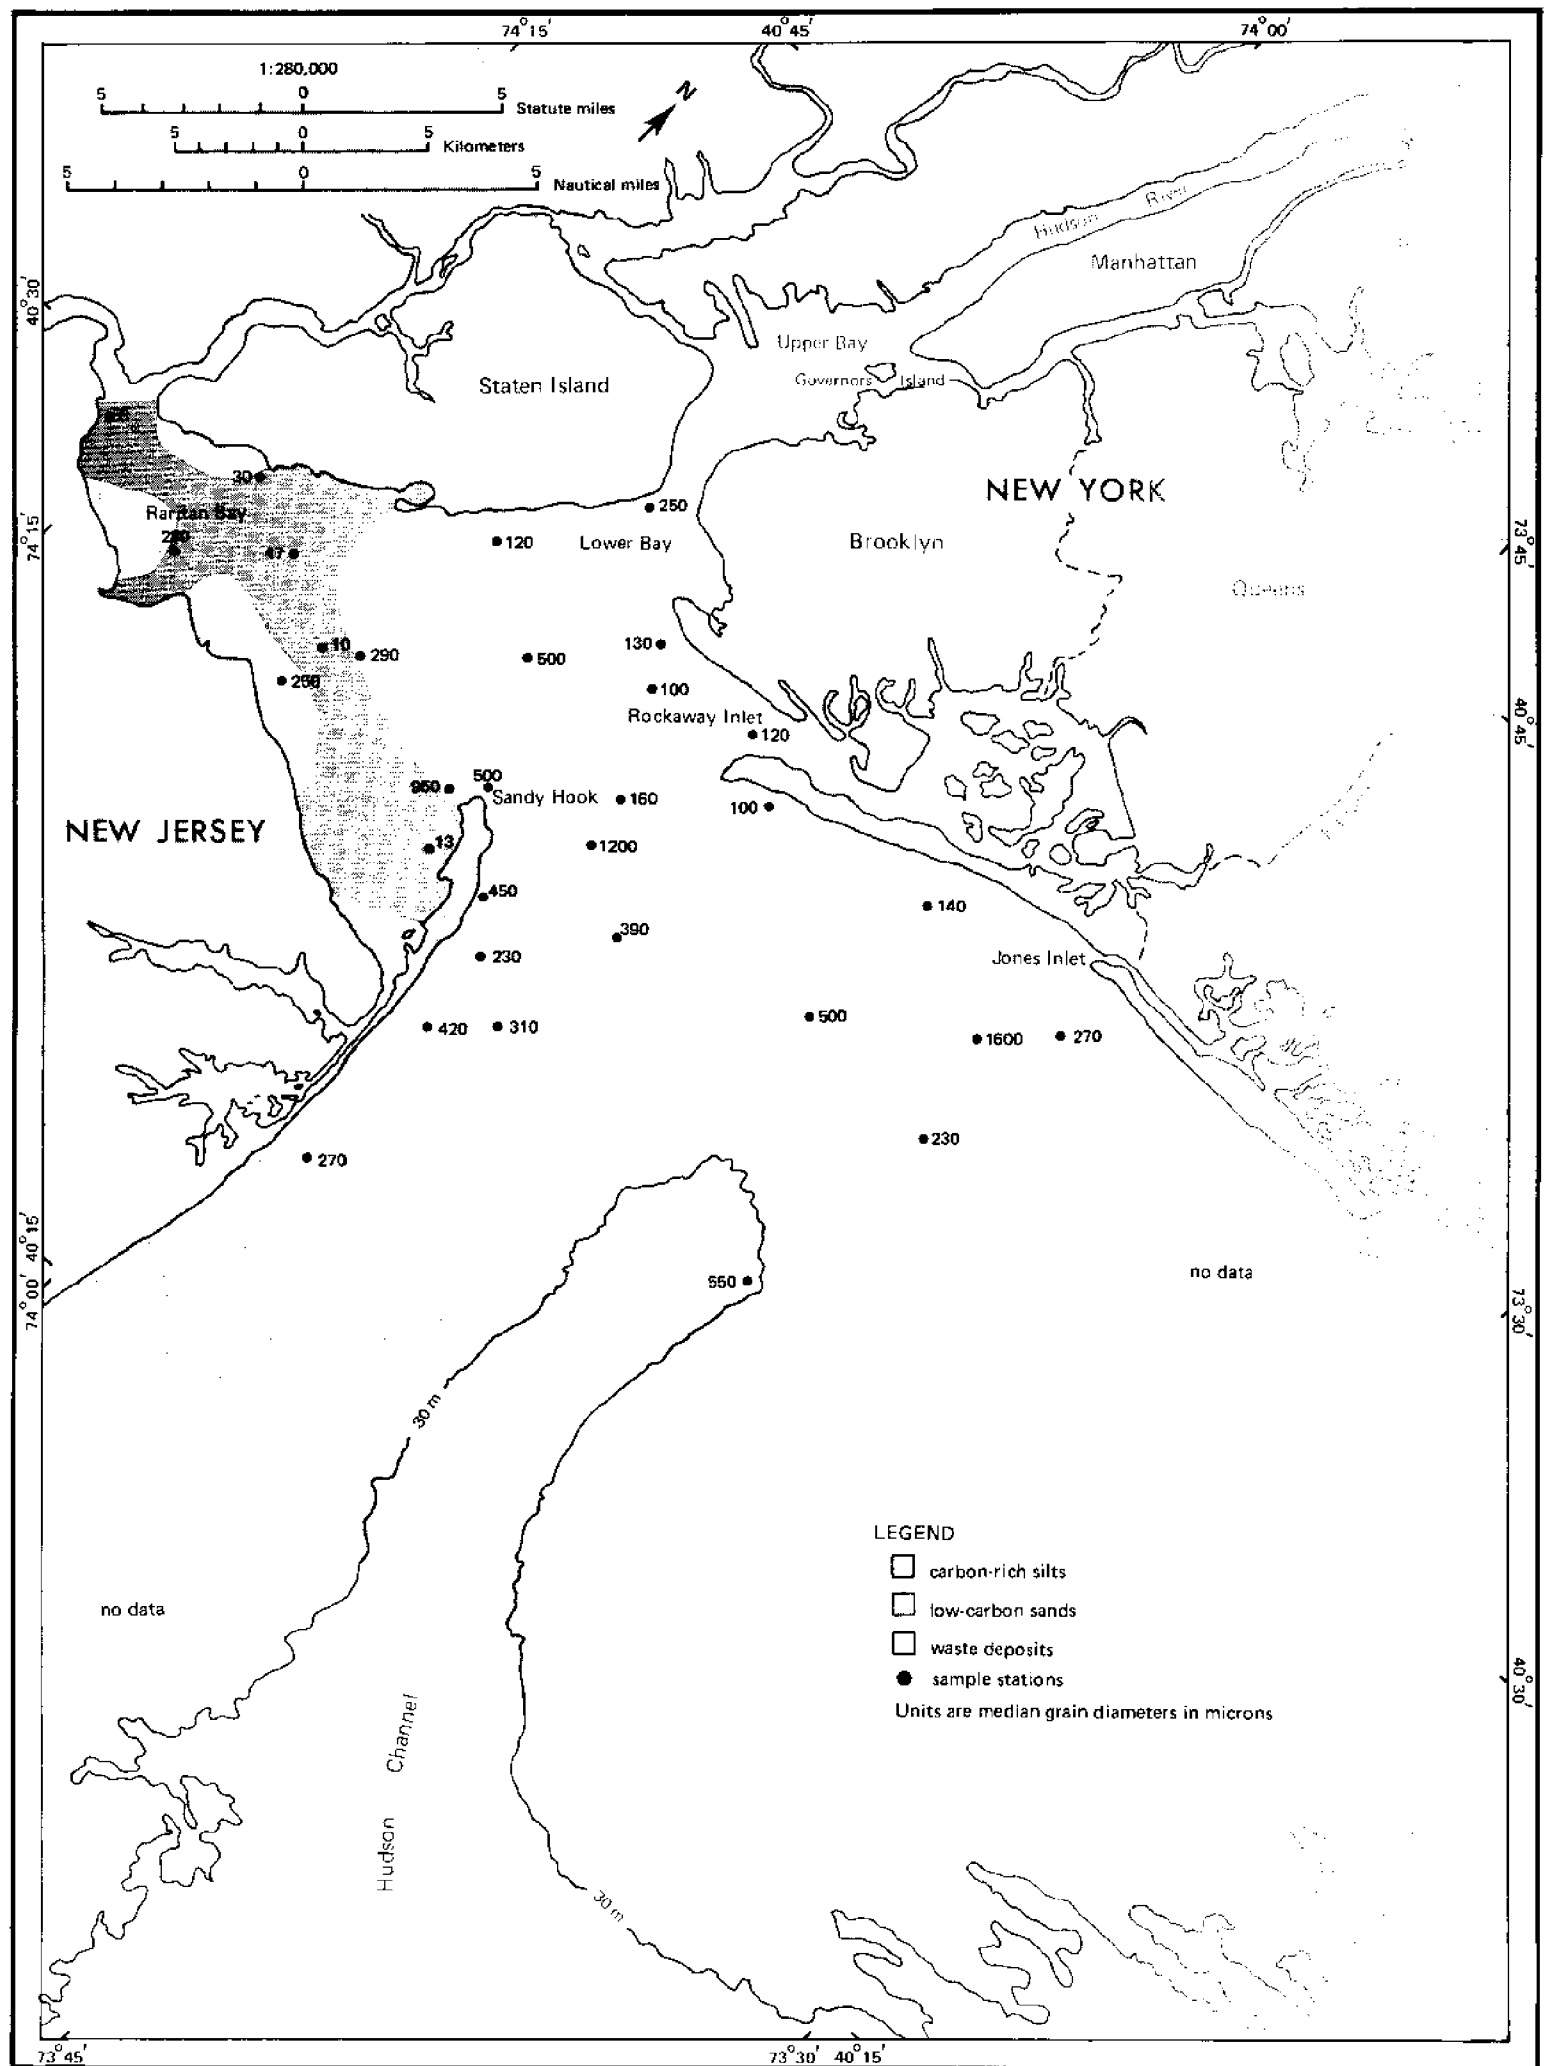 74°15′ 40°45′ 74°00′
1:280,000
5 0 5 Statute miles
5 0 5 Kilometers
5 0 5 Nautical miles
N
Hudson River
Manhattan
40°30′
Upper Bay
Governors Island
Staten Island
30
NEW YORK
Raritan Bay
250
74°15′
120
Lower Bay
Brooklyn
73°45′
17
Queens
10
290
500
130
250
100
Rockaway Inlet
120
40°45′
500
Sandy Hook
160
100
NEW JERSEY
13
1200
450
140
390
230
Jones Inlet
420
310
500
1600
270
230
270
40°15′
74°00′
550
no data
73°30′
30 m
LEGEND
carbon-rich silts
low-carbon sands
waste deposits
sample stations
Units are median grain diameters in microns
no data
40°30′
Hudson Channel
30 m
73°45′ 73°30′ 40°15′